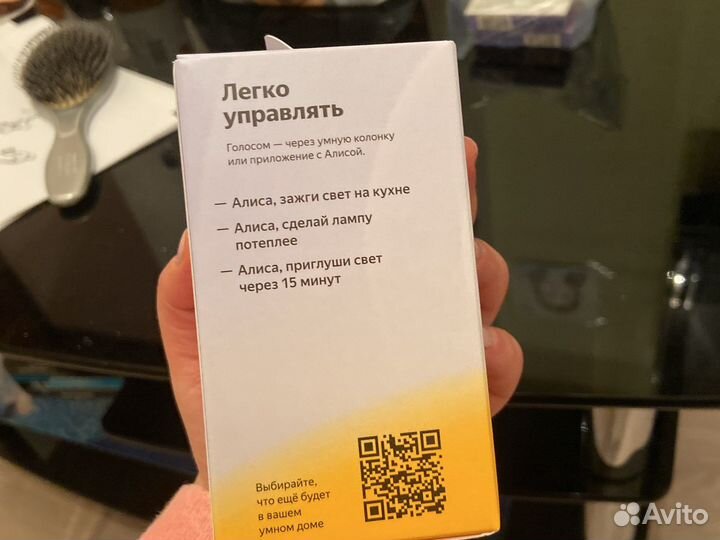 Легко
управлять
Голосом — через умную колонку
или приложение с Алисой.
— Алиса, зажги свет на кухне
— Алиса, сделай лампу
потеплее
— Алиса, приглуши свет
через 15 минут
Выбирайте,
что ещё будет
в вашем
умном доме
Avito